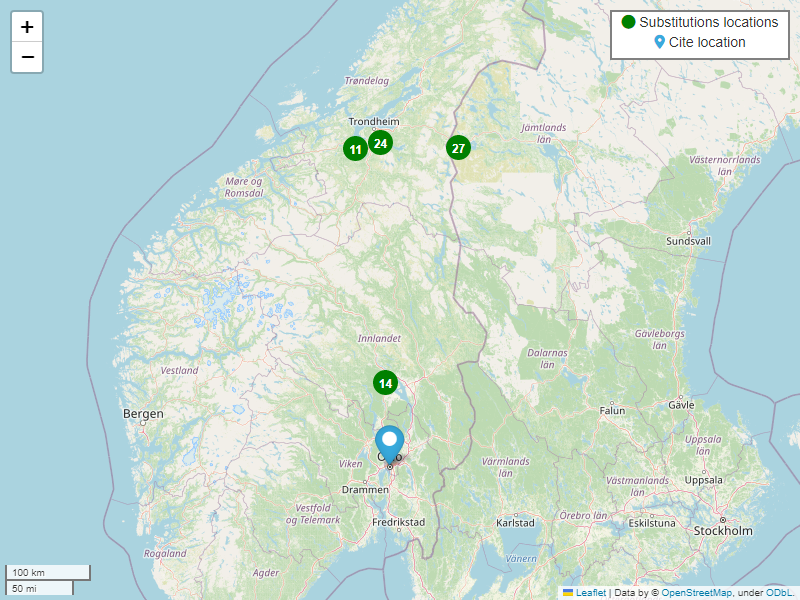 +
−
Substitutions locations
Cite location
Trøndelag
Trondheim
11
24
27
Jämtlands
län
Västernorrlands
län
Møre og
Romsdal
Sundsvall
Innlandet
Gävleborgs
län
Dalarnas
län
Vestland
14
Bergen
Falun
Gävle
Viken
Uppsala
län
Värmlands
län
Drammen
Västmanlands
län
Uppsala
Vestfold
og Telemark
Fredrikstad
Karlstad
Örebro län
Eskilstuna
Stockholm
Rogaland
Vänern
Agder
100 km
50 mi
Leaflet | Data by © OpenStreetMap, under ODbL.